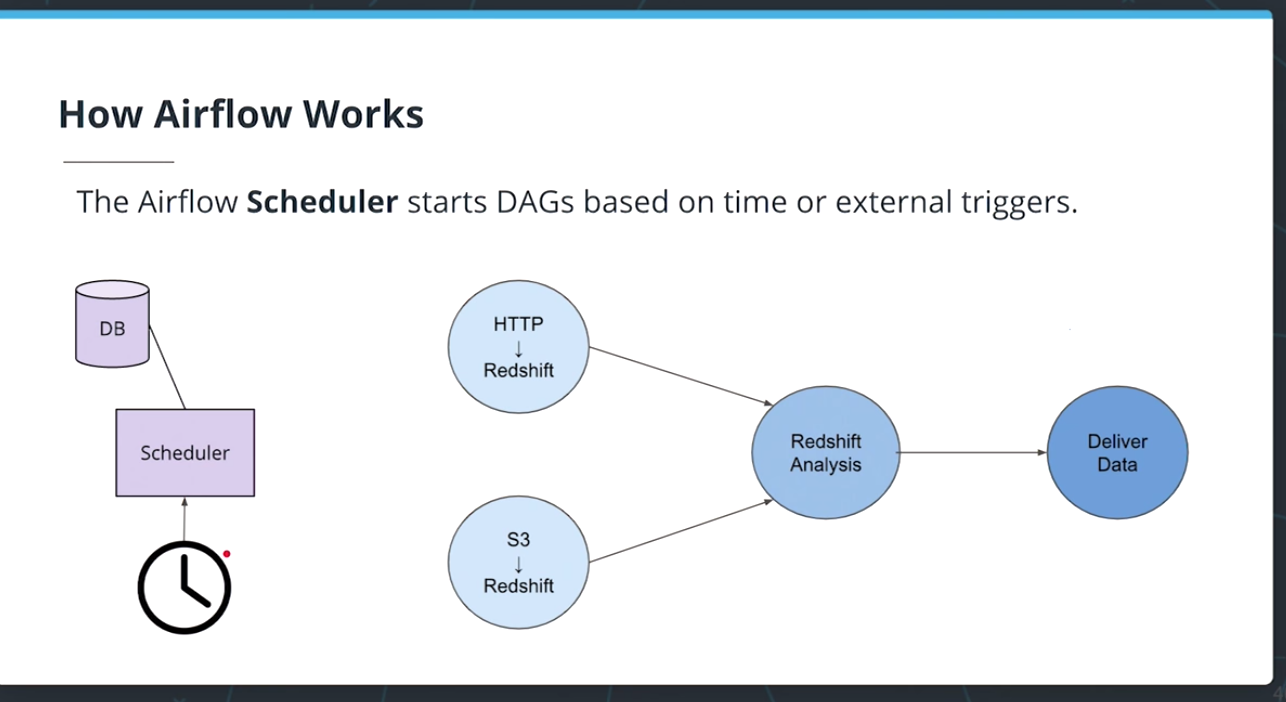 How Airflow Works
The Airflow Scheduler starts DAGs based on time or external triggers.
DB
Scheduler
HTTP
↓
Redshift
S3
↓
Redshift
Redshift
Analysis
Deliver
Data